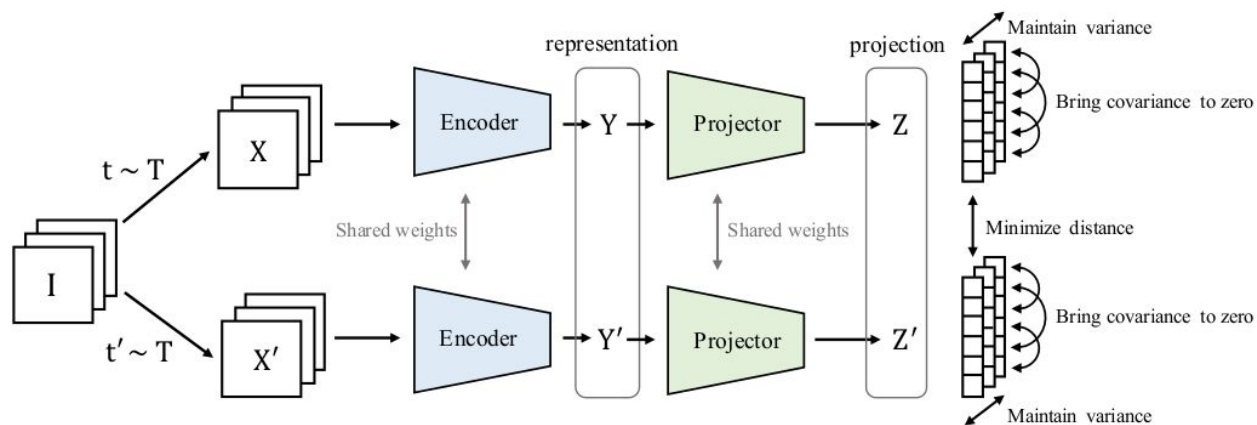 Maintain variance
representation
projection
Bring covariance to zero
X
Encoder
Y
Projector
Z
t ~ T
Shared weights
Shared weights
Minimize distance
I
t′ ~ T
X′
Encoder
Y′
Projector
Z′
Bring covariance to zero
Maintain variance